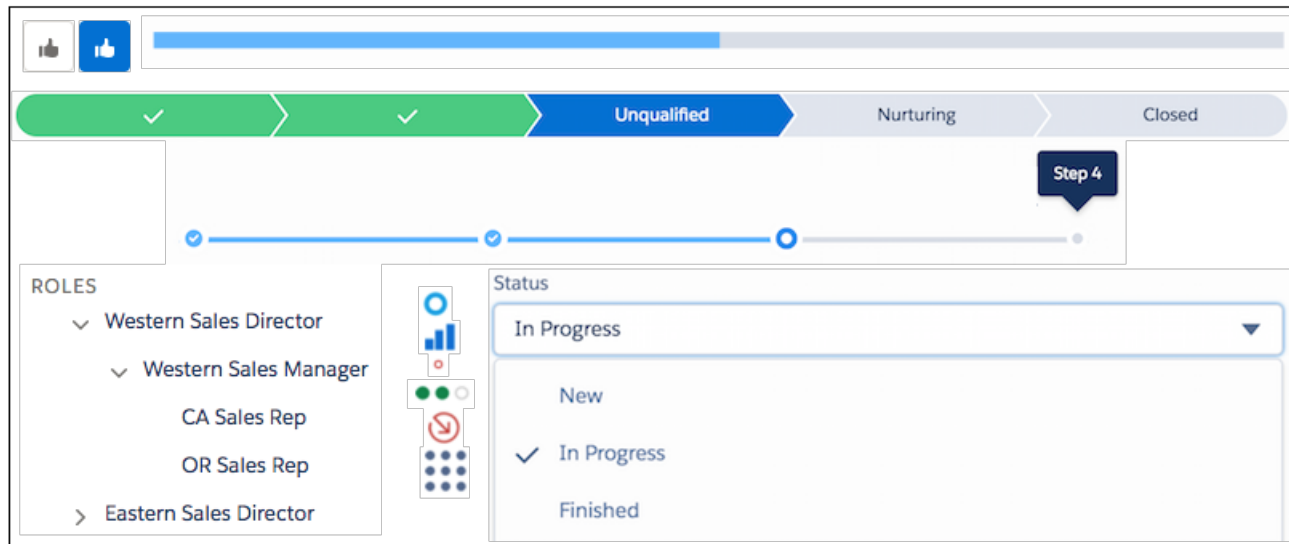 Unqualified
Nurturing
Closed
Step 4
ROLES
Western Sales Director
Western Sales Manager
CA Sales Rep
OR Sales Rep
Eastern Sales Director
Status
In Progress
New
In Progress
Finished